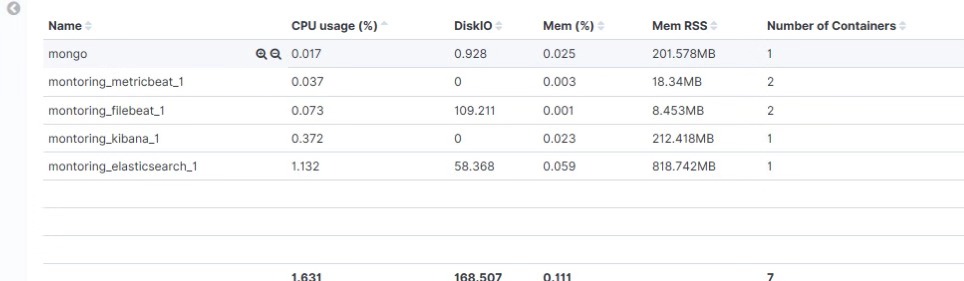 Name CPU usage (%) DiskIO Mem (%) Mem RSS Number of Containers
mongo 0.017 0.928 0.025 201.578MB 1
montoring_metricbeat_1 0.037 0 0.003 18.34MB 2
montoring_filebeat_1 0.073 109.211 0.001 8.453MB 2
montoring_kibana_1 0.372 0 0.023 212.418MB 1
montoring_elasticsearch_1 1.132 58.368 0.059 818.742MB 1
1.631 168.507 0.111 7